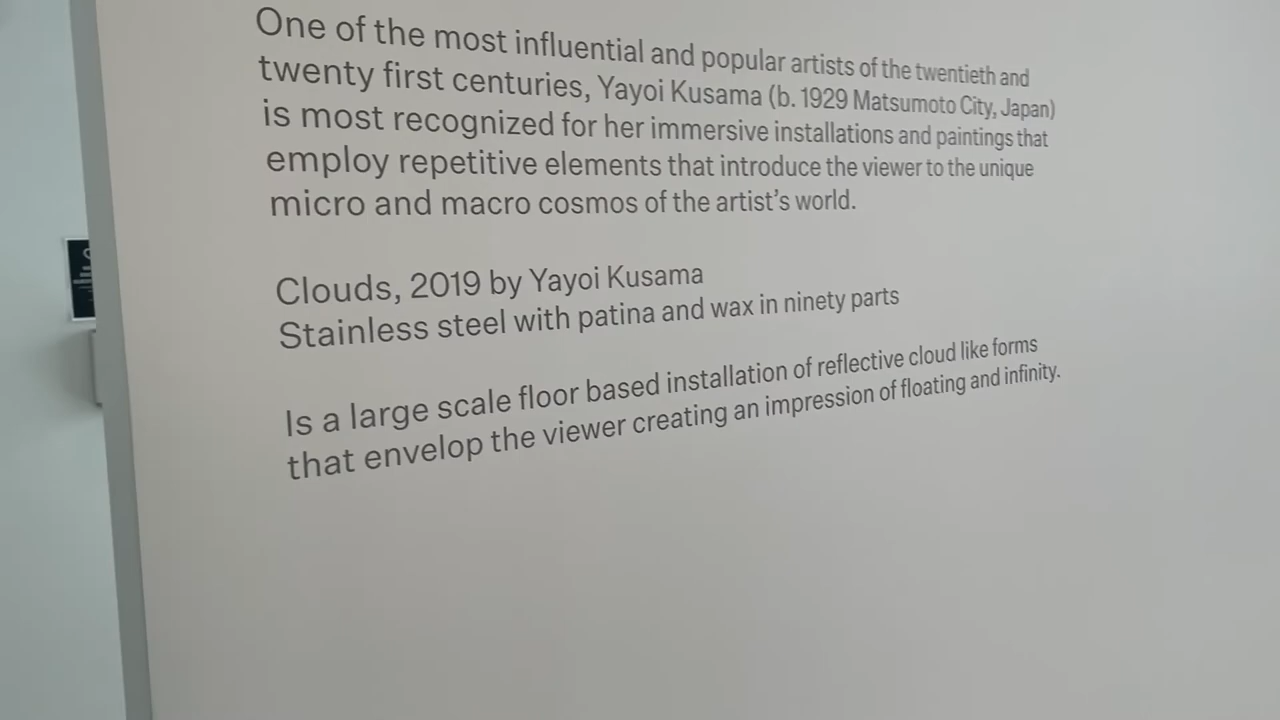 One of the most influential and popular artists of the twentieth and
twenty first centuries, Yayoi Kusama (b. 1929 Matsumoto City, Japan)
is most recognized for her immersive installations and paintings that
employ repetitive elements that introduce the viewer to the unique
micro and macro cosmos of the artist’s world.
Clouds, 2019 by Yayoi Kusama
Stainless steel with patina and wax in ninety parts
Is a large scale floor based installation of reflective cloud like forms
that envelop the viewer creating an impression of floating and infinity.